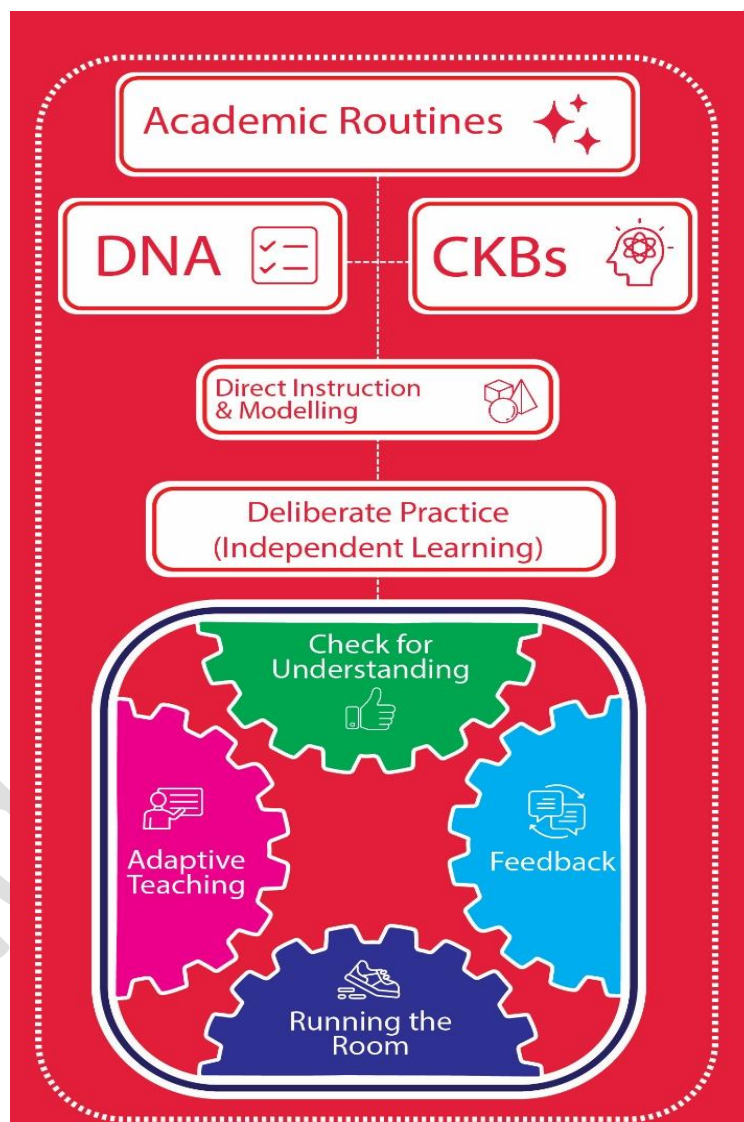 Academic Routines
DNA
CKBs
Direct Instruction
& Modelling
Deliberate Practice
(Independent Learning)
Check for
Understanding
Adaptive
Teaching
Feedback
Running the
Room